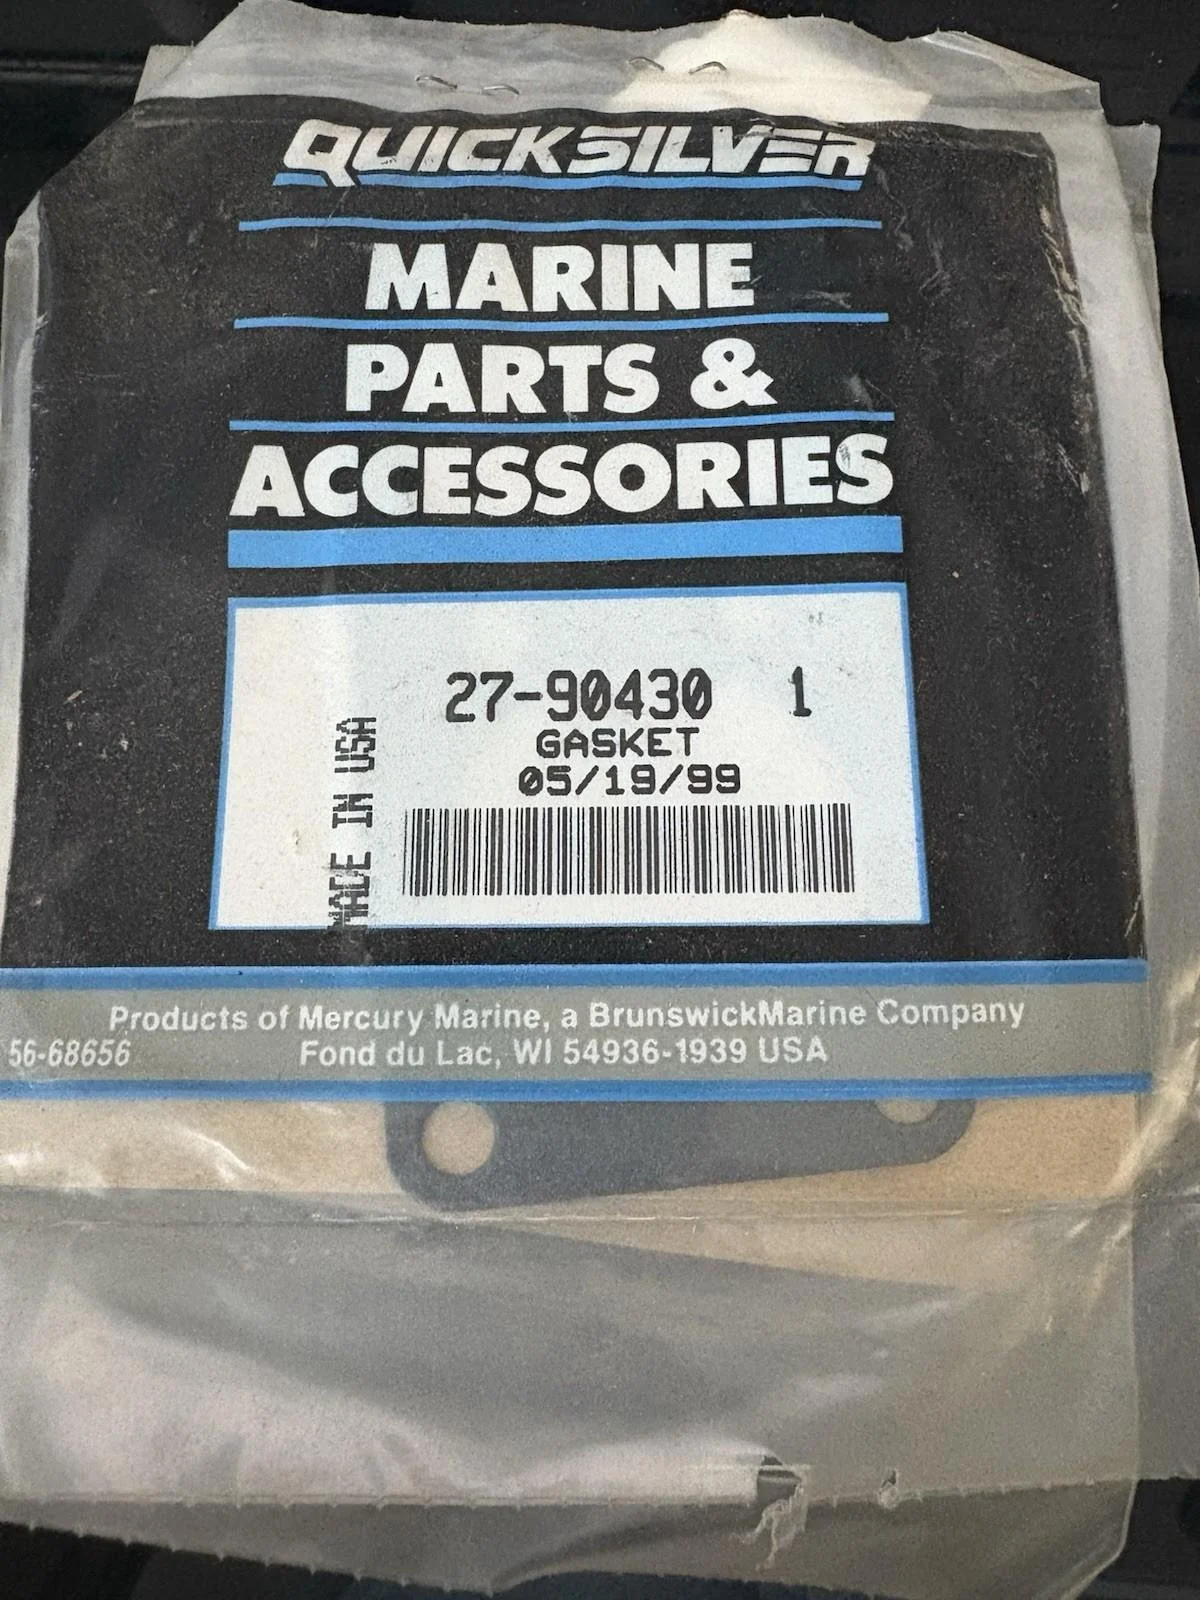 QUICKSILVER
MARINE
PARTS &
ACCESSORIES
27-90430 1
GASKET
05/19/99
MADE IN USA
Products of Mercury Marine, a BrunswickMarine Company
56-68656 Fond du Lac, WI 54936-1939 USA